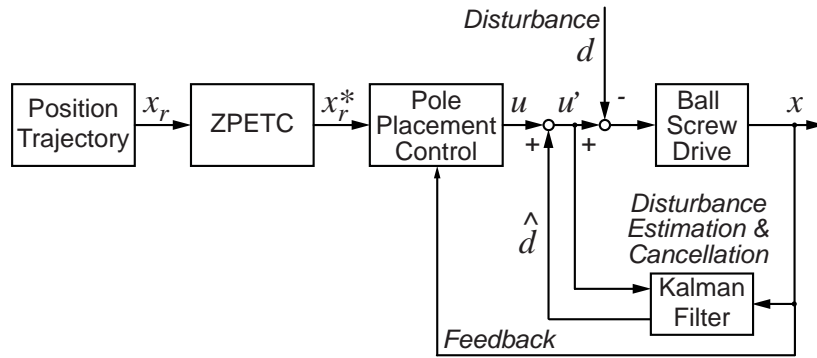 Disturbance
d
Position
Trajectory
x_r
ZPETC
x_r^*
Pole
Placement
Control
u
+
u'
+
-
Ball
Screw
Drive
x
d̂
Disturbance
Estimation &
Cancellation
Kalman
Filter
Feedback